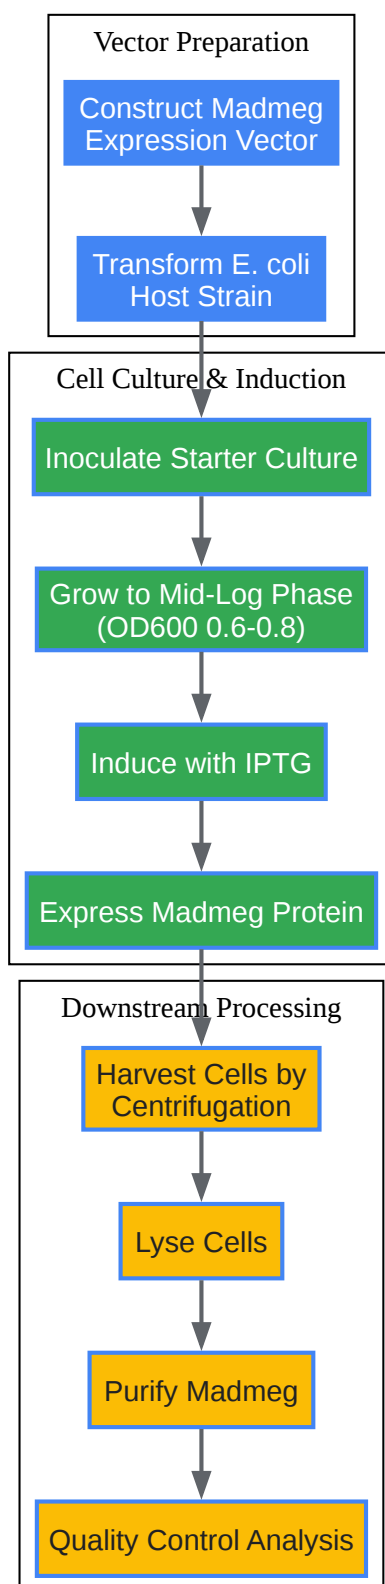 Vector Preparation
Construct Madmeg
Expression Vector
Transform E. coli
Host Strain
Cell Culture & Induction
Inoculate Starter Culture
Grow to Mid-Log Phase
(OD600 0.6-0.8)
Induce with IPTG
Express Madmeg Protein
Downstream Processing
Harvest Cells by
Centrifugation
Lyse Cells
Purify Madmeg
Quality Control Analysis